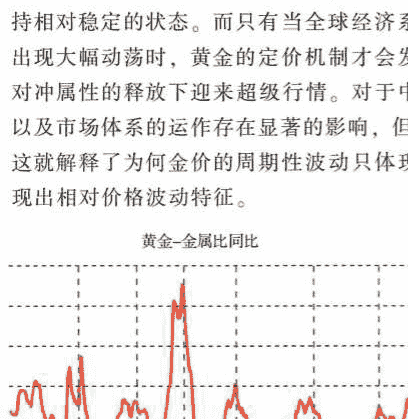 持相对稳定的状态。而只有当全球经济系
出现大幅动荡时，黄金的定价机制才会发
对冲属性的释放下迎来超级行情。对于中
以及市场体系的运作存在显著的影响，但
这就解释了为何金价的周期性波动只体现
现出相对价格波动特征。
黄金–金属比同比